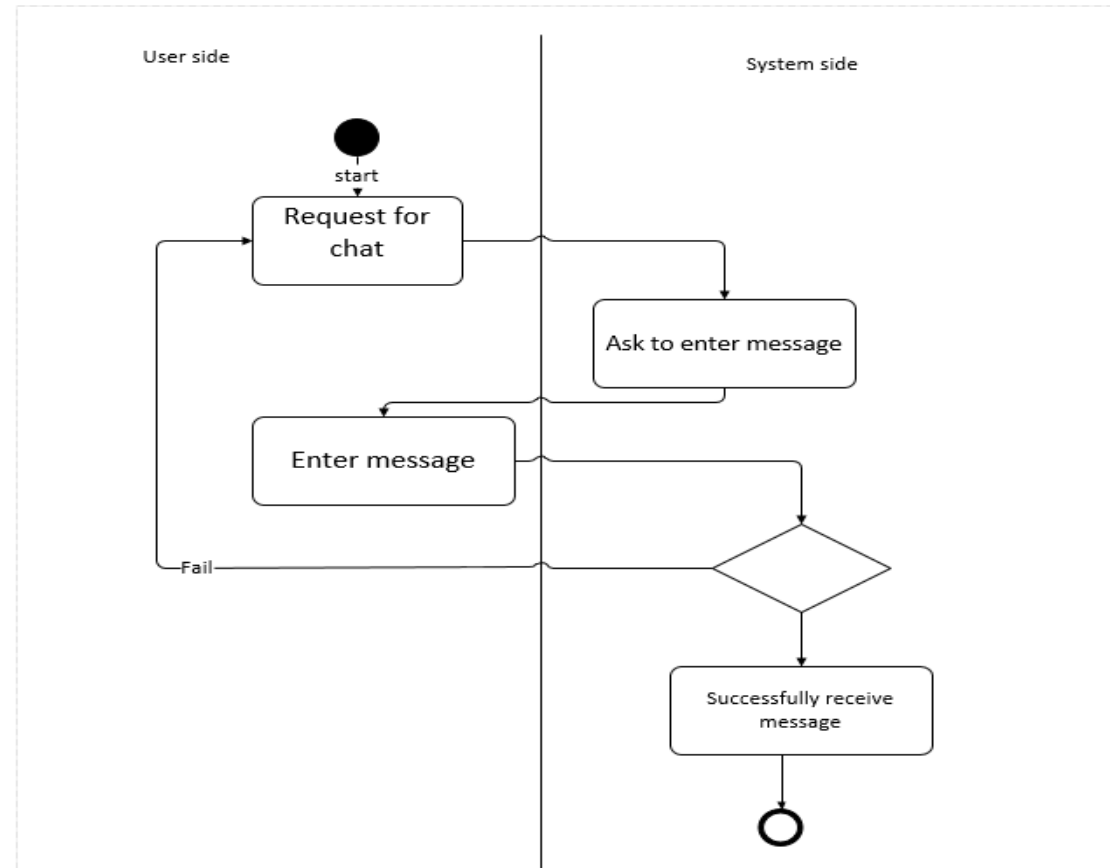 User side
System side
start
Request for
chat
Ask to enter message
Enter message
Fail
Successfully receive
message